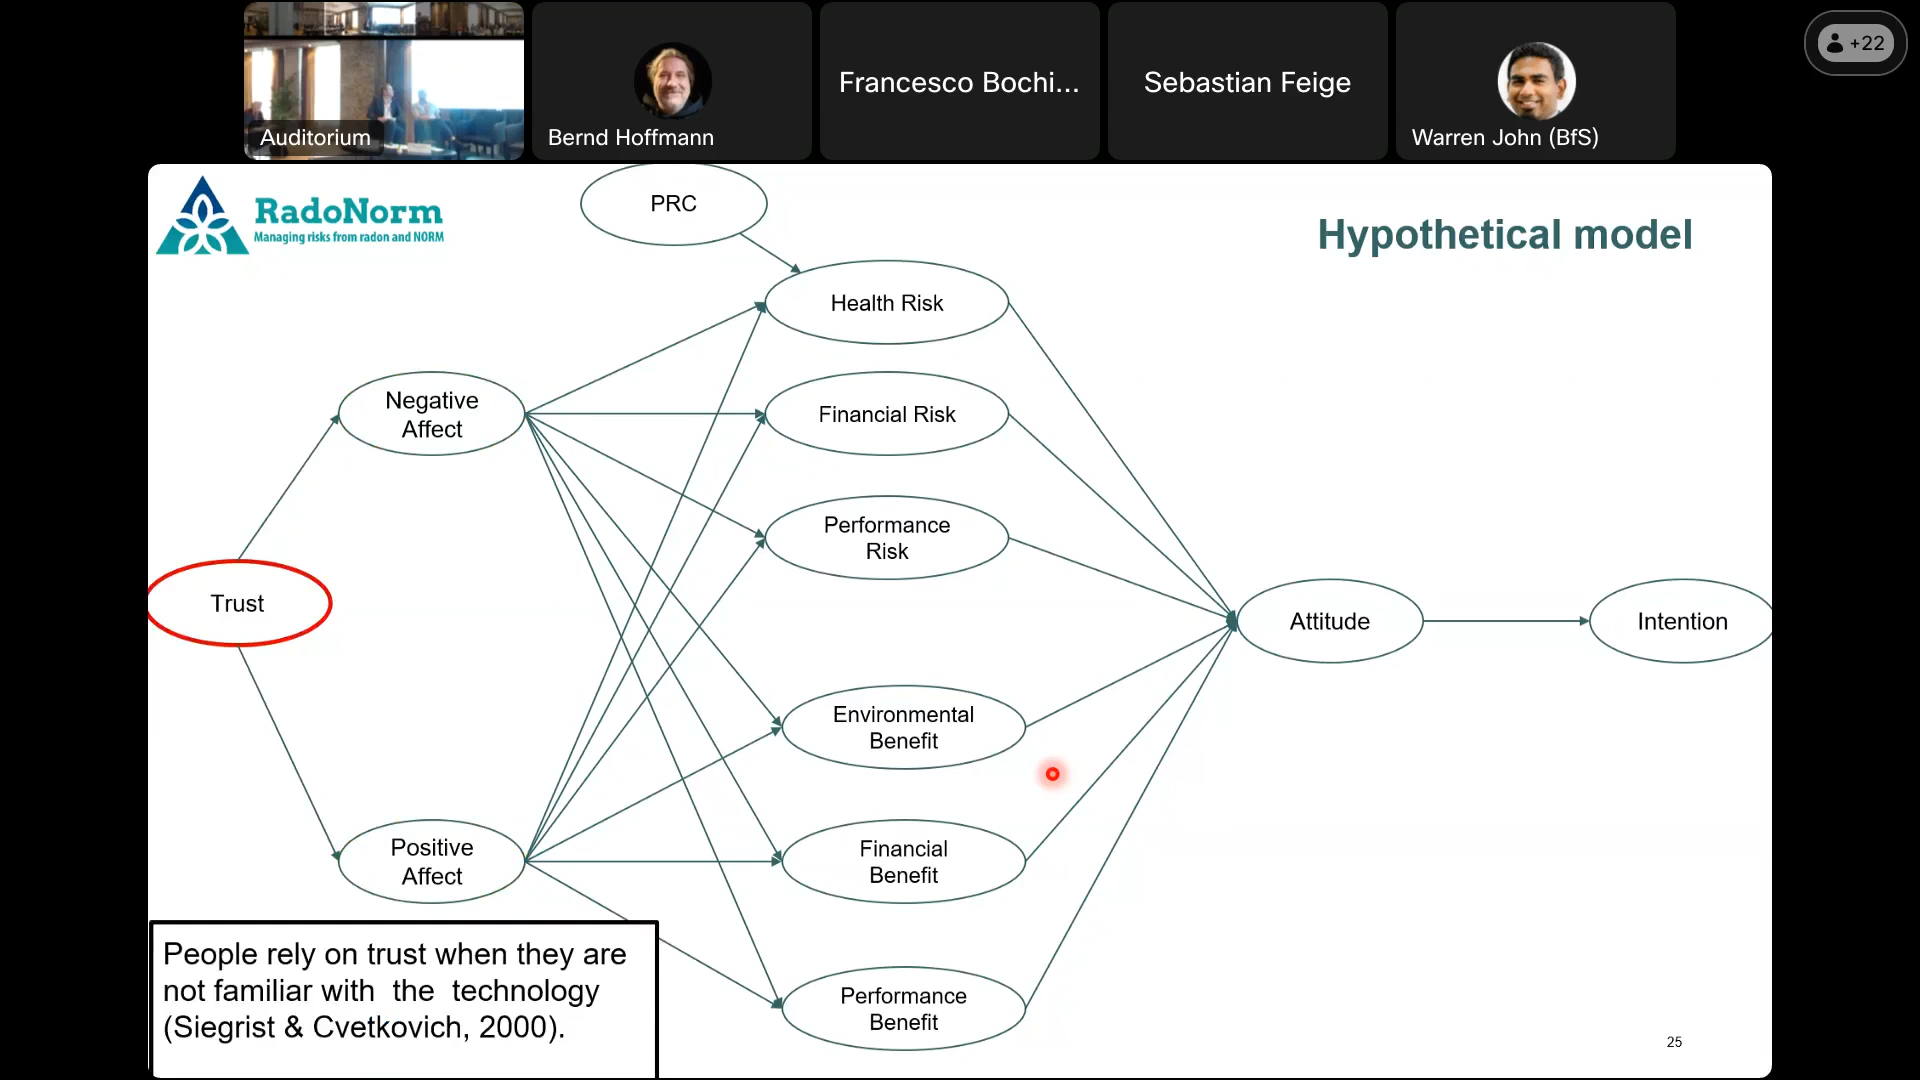 Auditorium
Bernd Hoffmann
Francesco Bochi...
Sebastian Feige
Warren John (BfS)
+22
RadoNorm
Managing risks from radon and NORM
Hypothetical model
PRC
Health Risk
Negative
Affect
Financial Risk
Performance
Risk
Trust
Attitude
Intention
Environmental
Benefit
Positive
Affect
Financial
Benefit
Performance
Benefit
People rely on trust when they are
not familiar with the technology
(Siegrist & Cvetkovich, 2000).
25